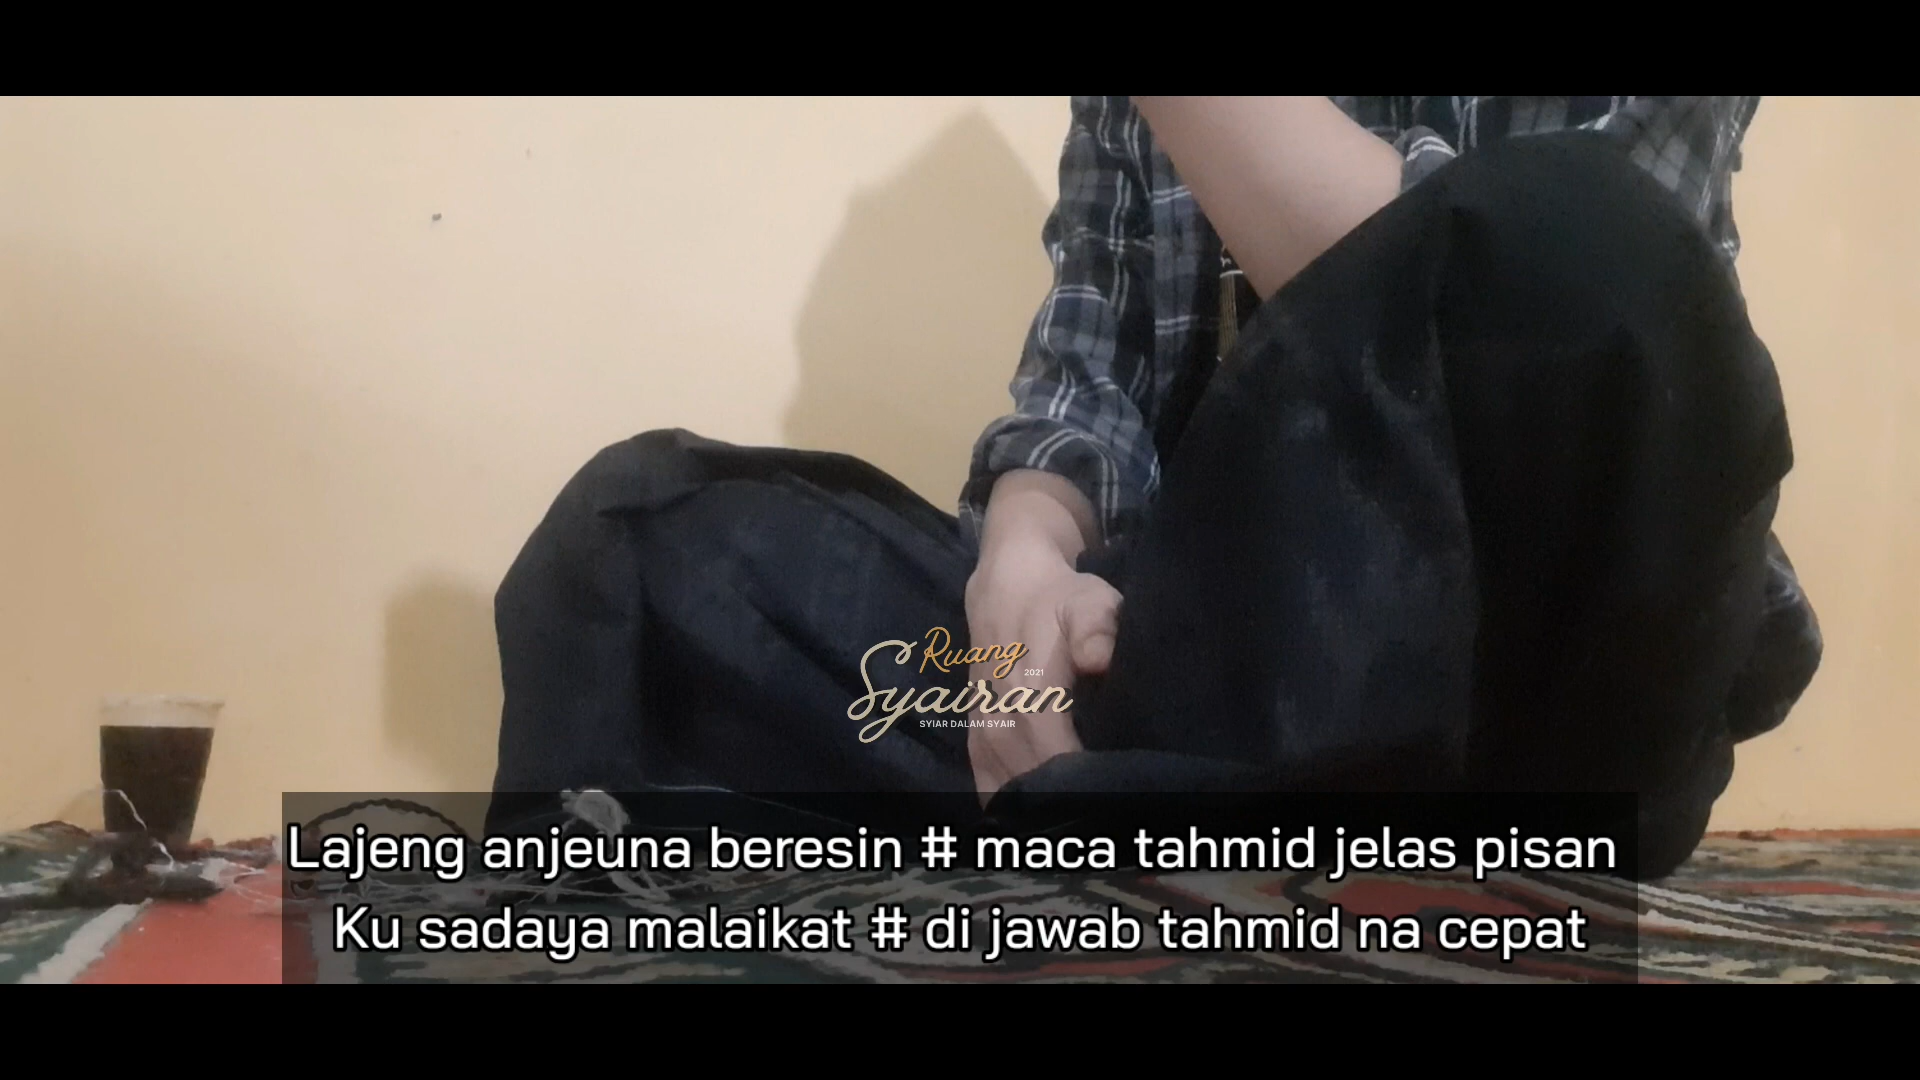 Ruang
2021
Syairan
SYIAR DALAM SYAIR
Lajeng anjeuna beresin # maca tahmid jelas pisan
Ku sadaya malaikat # di jawab tahmid na cepat